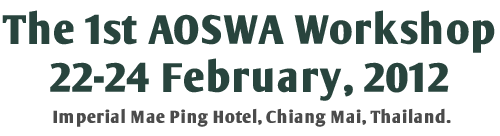 The 1st AOSWA Workshop
22-24 February, 2012
Imperial Mae Ping Hotel, Chiang Mai, Thailand.